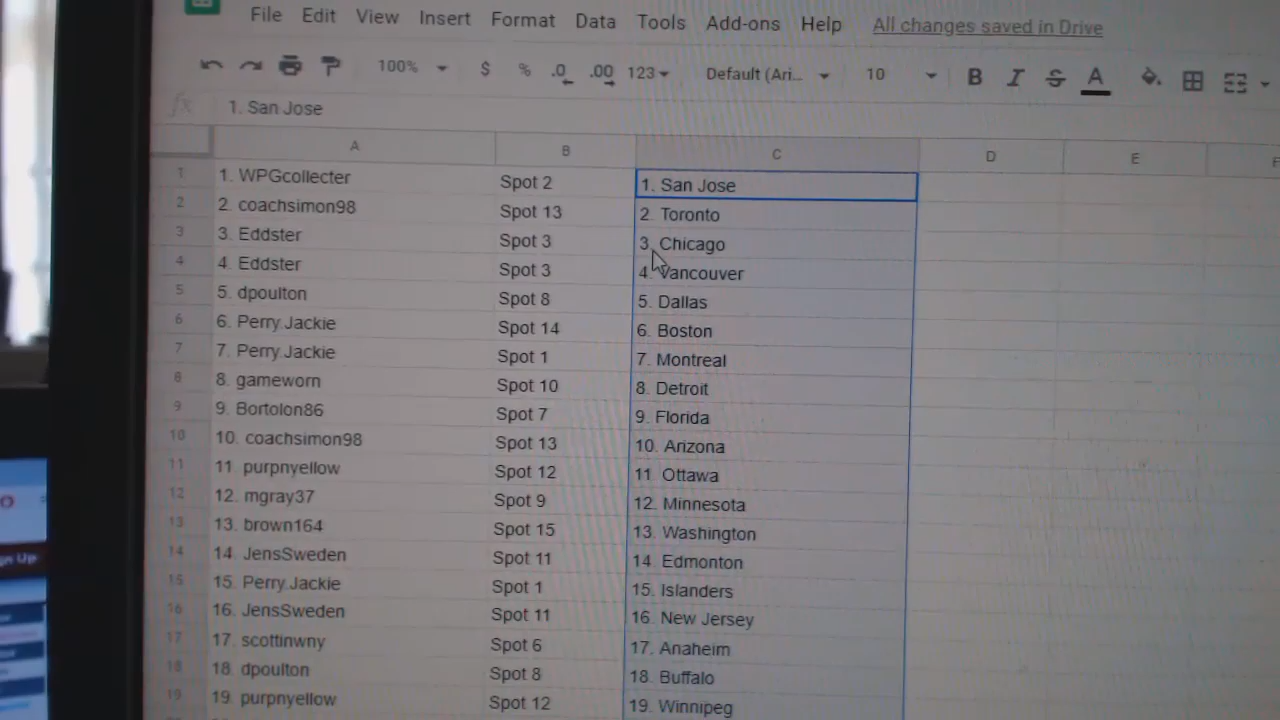 File Edit View Insert Format Data Tools Add-ons Help All changes saved in Drive
100% $ % .0 .00 123 Default (Ari... 10 B I S A
fx 1. San Jose
A B C D E F
1 1. WPGcollecter Spot 2 1. San Jose
2 2. coachsimon98 Spot 13 2. Toronto
3 3. Eddster Spot 3 3. Chicago
4 4. Eddster Spot 3 4. Vancouver
5 5. dpoulton Spot 8 5. Dallas
6 6. Perry.Jackie Spot 14 6. Boston
7 7. Perry.Jackie Spot 1 7. Montreal
8 8. gameworn Spot 10 8. Detroit
9 9. Bortolon86 Spot 7 9. Florida
10 10. coachsimon98 Spot 13 10. Arizona
11 11. purpnyellow Spot 12 11. Ottawa
12 12. mgray37 Spot 9 12. Minnesota
13 13. brown164 Spot 15 13. Washington
14 14. JensSweden Spot 11 14. Edmonton
15 15. Perry.Jackie Spot 1 15. Islanders
16 16. JensSweden Spot 11 16. New Jersey
17 17. scottinwny Spot 6 17. Anaheim
18 18. dpoulton Spot 8 18. Buffalo
19 19. purpnyellow Spot 12 19. Winnipeg
Up